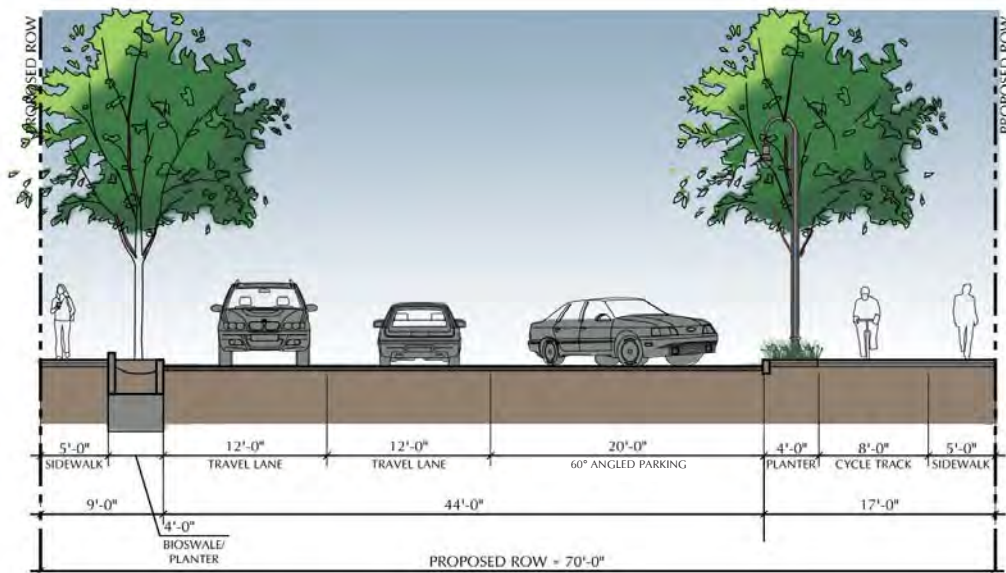 PROPOSED ROW
PROPOSED ROW
5'-0"
12'-0"
12'-0"
20'-0"
4'-0"
8'-0"
5'-0"
SIDEWALK
TRAVEL LANE
TRAVEL LANE
60° ANGLED PARKING
PLANTER
CYCLE TRACK
SIDEWALK
9'-0"
44'-0"
17'-0"
4'-0"
BIOSWALE/
PLANTER
PROPOSED ROW = 70'-0"